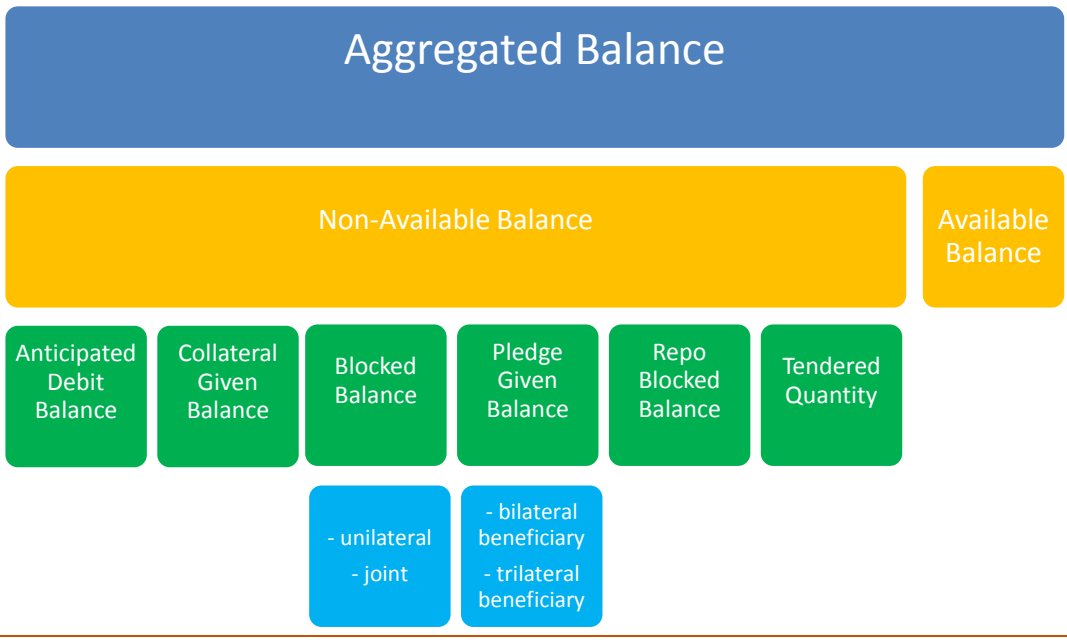 Aggregated Balance
Non-Available Balance
Available
Balance
Anticipated
Debit
Balance
Collateral
Given
Balance
Blocked
Balance
Pledge
Given
Balance
Repo
Blocked
Balance
Tendered
Quantity
- unilateral
- joint
- bilateral
beneficiary
- trilateral
beneficiary